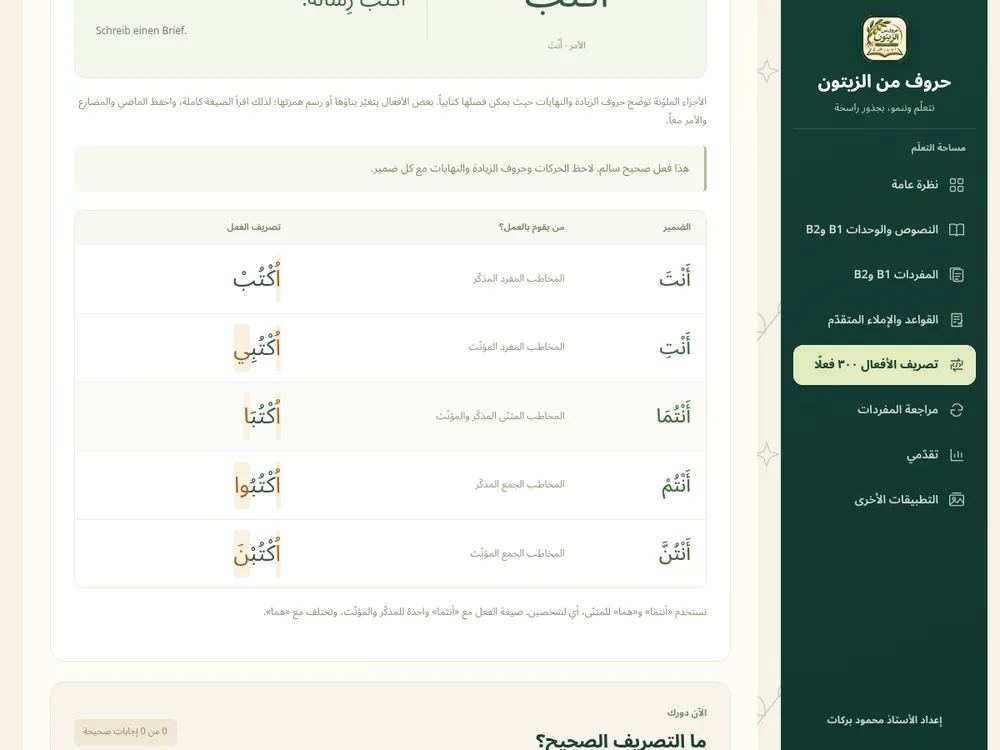 حروف من الزيتون
نتعلّم وننمو، بجذور راسخة
مساحة التعلّم
نظرة عامة
النصوص والوحدات B1 وB2
المفردات B1 وB2
القواعد والإملاء المتقدّم
تصريف الأفعال ٣٠٠ فعلًا
مراجعة المفردات
تقدّمي
التطبيقات الأخرى
إعداد الأستاذ محمود بركات
Schreib einen Brief.
الأمر · أَنْتَ
الأجزاء الملوّنة توضّح حروف الزيادة والنهايات حيث يمكن فصلها كتابياً. بعض الأفعال يتغيّر بناؤها أو رسم همزتها؛ لذلك اقرأ الصيغة كاملة، واحفظ الماضي والمضارع
والأمر معاً.
هذا فعل صحيح سالم. لاحظ الحركات وحروف الزيادة والنهايات مع كل ضمير.
الضمير من يقوم بالعمل؟ تصريف الفعل
أَنْتَ المخاطب المفرد المذكّر اُكْتُبْ
أَنْتِ المخاطب المفرد المؤنّث اُكْتُبِي
أَنْتُمَا المخاطب المثنّى المذكّر والمؤنّث اُكْتُبَا
أَنْتُمْ المخاطب الجمع المذكّر اُكْتُبُوا
أَنْتُنَّ المخاطب الجمع المؤنّث اُكْتُبْنَ
نستخدم «أنتما» و«هما» للمثنّى، أي لشخصين. صيغة الفعل مع «أنتما» واحدة للمذكّر والمؤنّث، وتختلف مع «هما».
الآن دورك
ما التصريف الصحيح؟
0 من 0 إجابات صحيحة